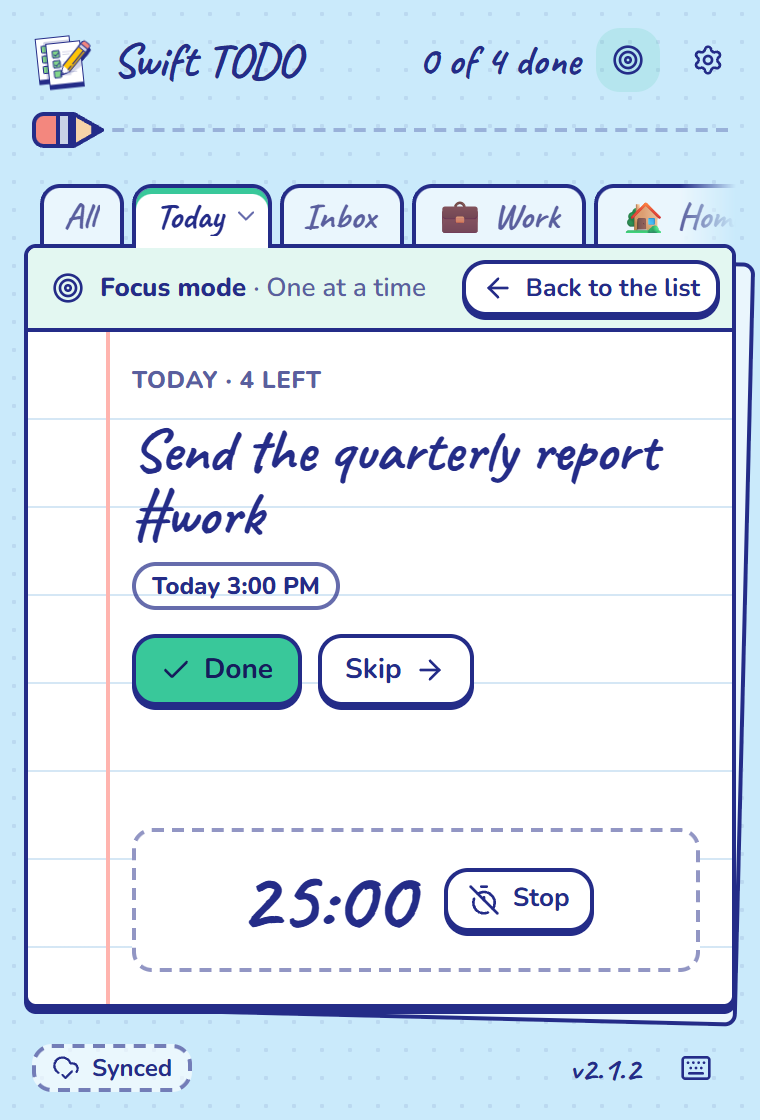 Swift TODO
0 of 4 done
All
Today
Inbox
Work
Hom
Focus mode · One at a time
Back to the list
TODAY · 4 LEFT
Send the quarterly report
#work
Today 3:00 PM
Done
Skip
25:00
Stop
Synced
v2.1.2